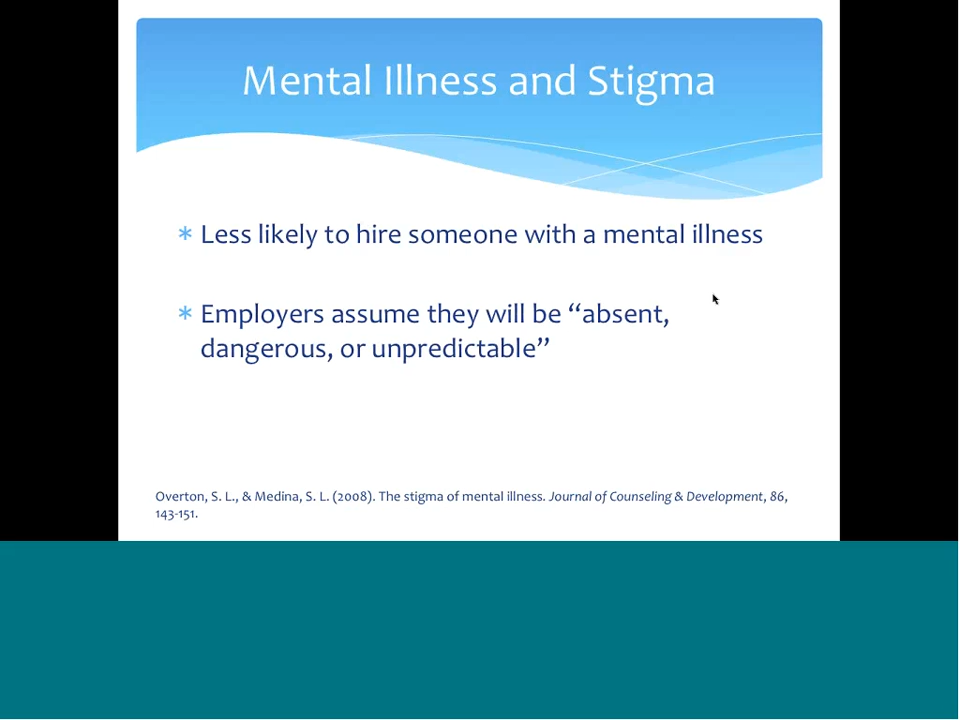 Mental Illness and Stigma
* Less likely to hire someone with a mental illness
* Employers assume they will be “absent,
dangerous, or unpredictable”
Overton, S. L., & Medina, S. L. (2008). The stigma of mental illness. Journal of Counseling & Development, 86,
143-151.